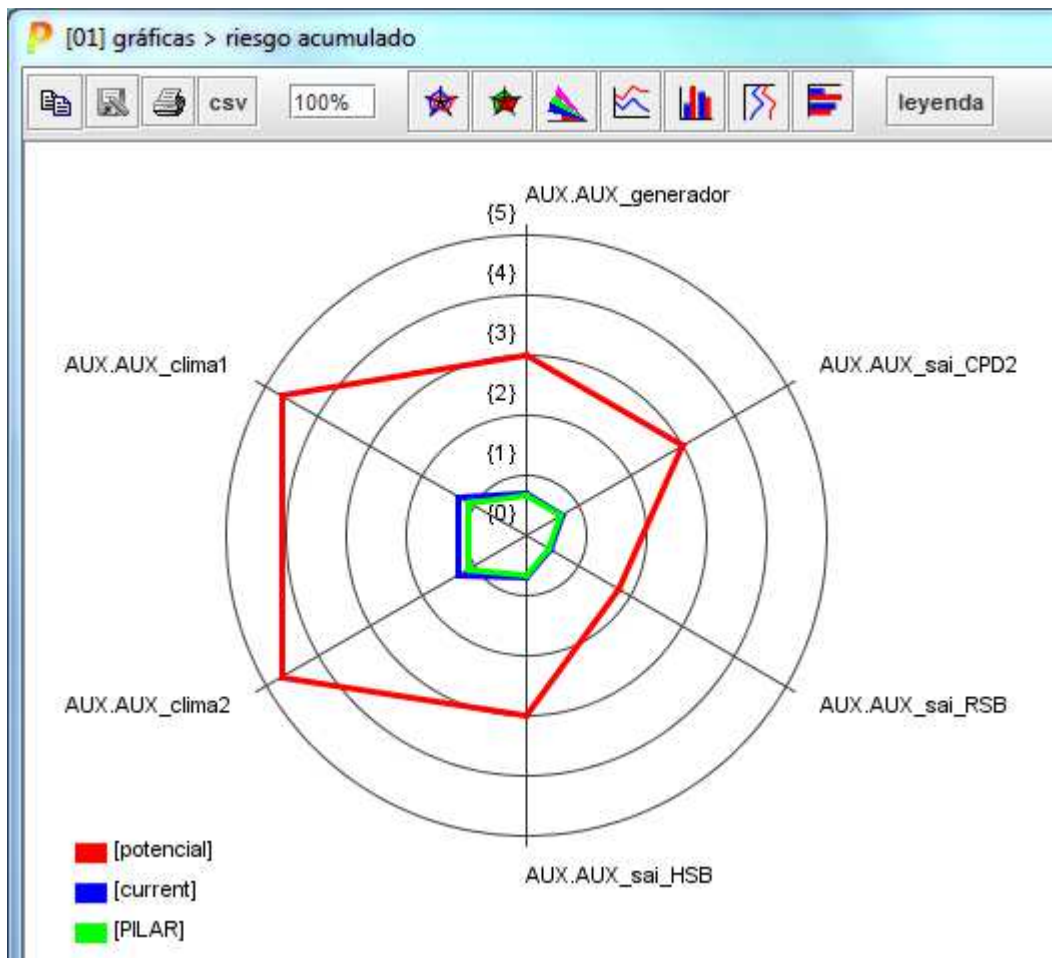 [01] gráficas > riesgo acumulado
csv
100%
leyenda
AUX.AUX_generador
{5}
{4}
{3}
{2}
{1}
{0}
AUX.AUX_clima1
AUX.AUX_sai_CPD2
AUX.AUX_clima2
AUX.AUX_sai_RSB
AUX.AUX_sai_HSB
[potencial]
[current]
[PILAR]